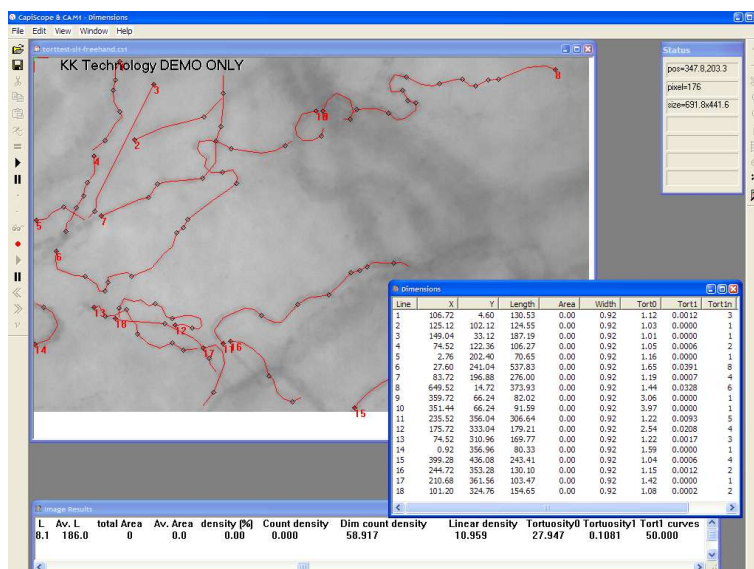 CapiScope & CAM1 - Dimensions
File Edit View Window Help
torttest-slf-freehand.cs1
KK Technology DEMO ONLY
3
8
2
4
7
5
6
13
18
12
14
17
16
15
Status
pos=347.8,203.3
pixel=176
size=691.8x441.6
Dimensions
Line X Y Length Area Width Tort0 Tort1 Tort1n
1 106.72 4.60 130.53 0.00 0.92 1.12 0.0012 3
2 125.12 102.12 124.55 0.00 0.92 1.03 0.0000 1
3 149.04 33.12 187.19 0.00 0.92 1.01 0.0000 1
4 74.52 122.36 106.27 0.00 0.92 1.05 0.0006 2
5 2.76 202.40 70.65 0.00 0.92 1.16 0.0000 1
6 27.60 241.04 537.83 0.00 0.92 1.65 0.0391 8
7 83.72 196.88 276.00 0.00 0.92 1.19 0.0007 4
8 649.52 14.72 373.93 0.00 0.92 1.44 0.0328 6
9 359.72 66.24 82.02 0.00 0.92 3.06 0.0000 1
10 351.44 66.24 91.59 0.00 0.92 3.97 0.0000 1
11 235.52 356.04 306.64 0.00 0.92 1.22 0.0093 5
12 175.72 333.04 179.21 0.00 0.92 2.54 0.0208 4
13 74.52 310.96 169.77 0.00 0.92 1.22 0.0017 3
14 0.92 356.96 80.33 0.00 0.92 1.59 0.0000 1
15 399.28 436.08 243.41 0.00 0.92 1.04 0.0006 4
16 244.72 353.28 130.10 0.00 0.92 1.15 0.0012 2
17 210.68 361.56 103.47 0.00 0.92 1.42 0.0000 1
18 101.20 324.76 154.65 0.00 0.92 1.08 0.0002 2
Image Results
L Av. L total Area Av. Area density (%) Count density Dim count density Linear density Tortuosity0 Tortuosity1 Tort1 curves
8.1 186.0 0 0.0 0.00 0.000 58.917 10.959 27.947 0.1081 50.000